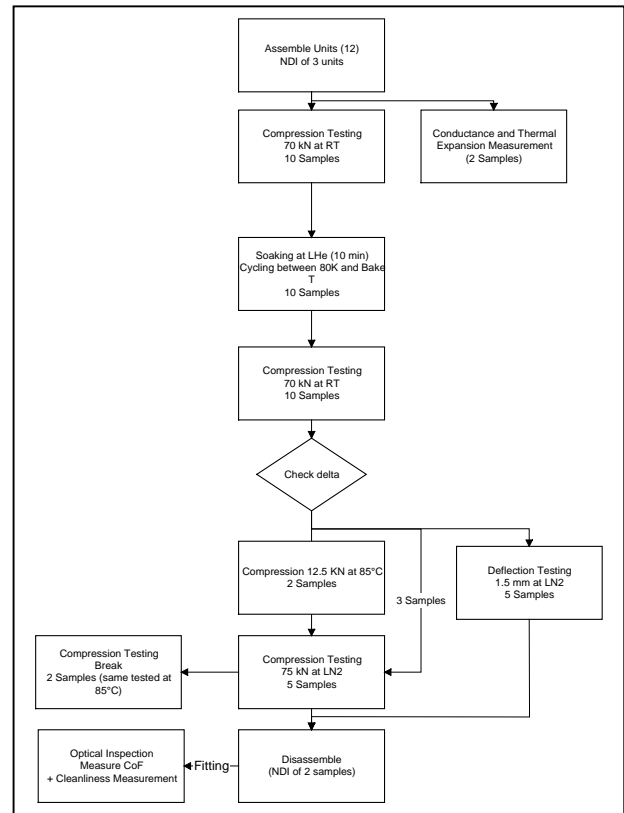 Assemble Units (12)
NDI of 3 units
Compression Testing
70 kN at RT
10 Samples
Conductance and Thermal
Expansion Measurement
(2 Samples)
Soaking at LHe (10 min)
Cycling between 80K and Bake
T
10 Samples
Compression Testing
70 kN at RT
10 Samples
Check delta
Compression 12.5 KN at 85°C
2 Samples
3 Samples
Deflection Testing
1.5 mm at LN2
5 Samples
Compression Testing
Break
2 Samples (same tested at
85°C)
Compression Testing
75 kN at LN2
5 Samples
Optical Inspection
Measure CoF
+ Cleanliness Measurement
Fitting
Disassemble
(NDI of 2 samples)